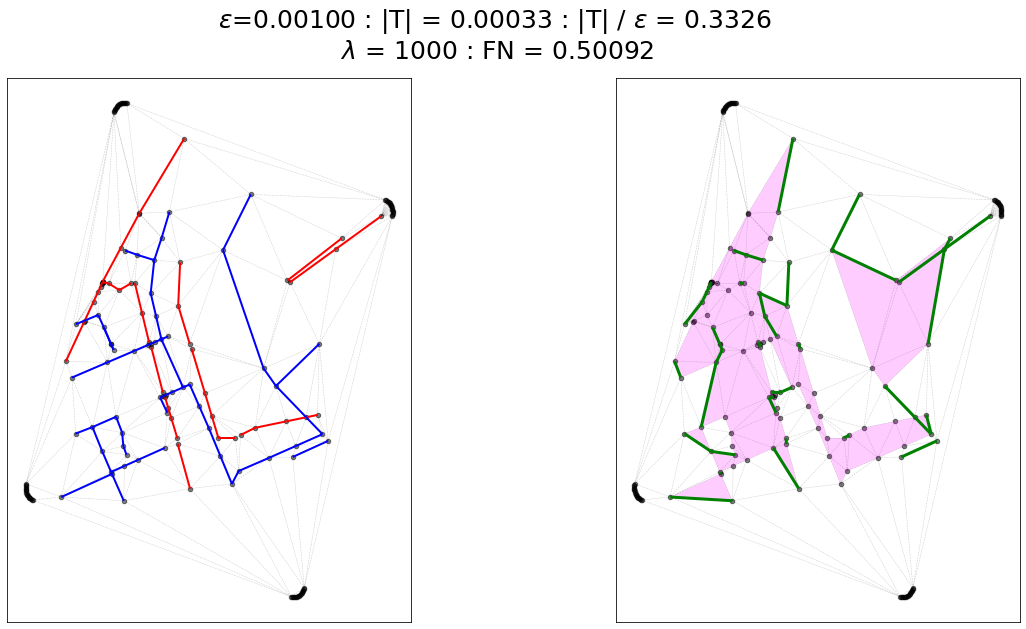 ε=0.00100 : |T| = 0.00033 : |T| / ε = 0.3326
λ = 1000 : FN = 0.50092